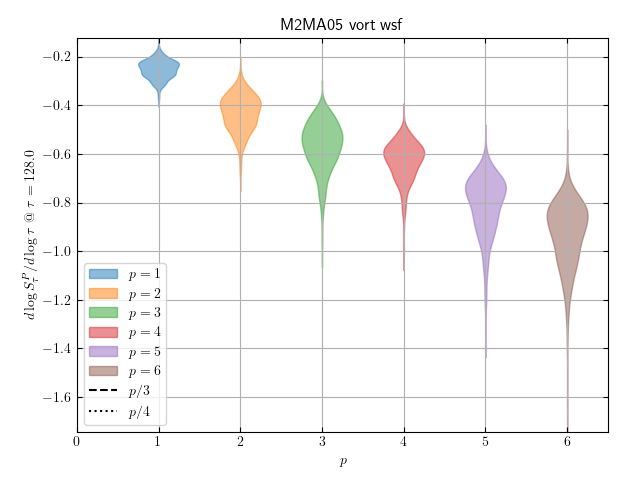 M2MA05 vort wsf
d log S_τ^P / d log τ @ τ = 128.0
−0.2
−0.4
−0.6
−0.8
−1.0
−1.2
−1.4
−1.6
p = 1
p = 2
p = 3
p = 4
p = 5
p = 6
p/3
p/4
0 1 2 3 4 5 6
p